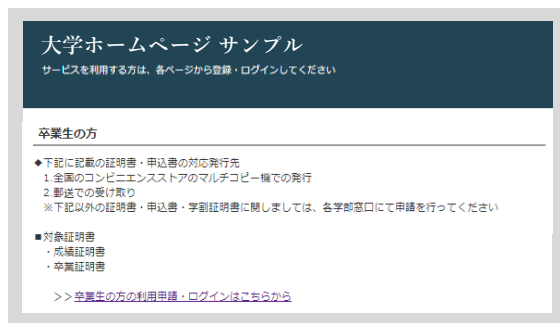 大学ホームページ サンプル
サービスを利用する方は、各ページから登録・ログインしてください
卒業生の方
◆下記に記載の証明書・申込書の対応発行先
1.全国のコンビニエンスストアのマルチコピー機での発行
2.郵送での受け取り
※下記以外の証明書・申込書・学割証明書に関しましては、各学部窓口にて申請を行ってください
■対象証明書
・成績証明書
・卒業証明書
>>卒業生の方の利用申請・ログインはこちらから